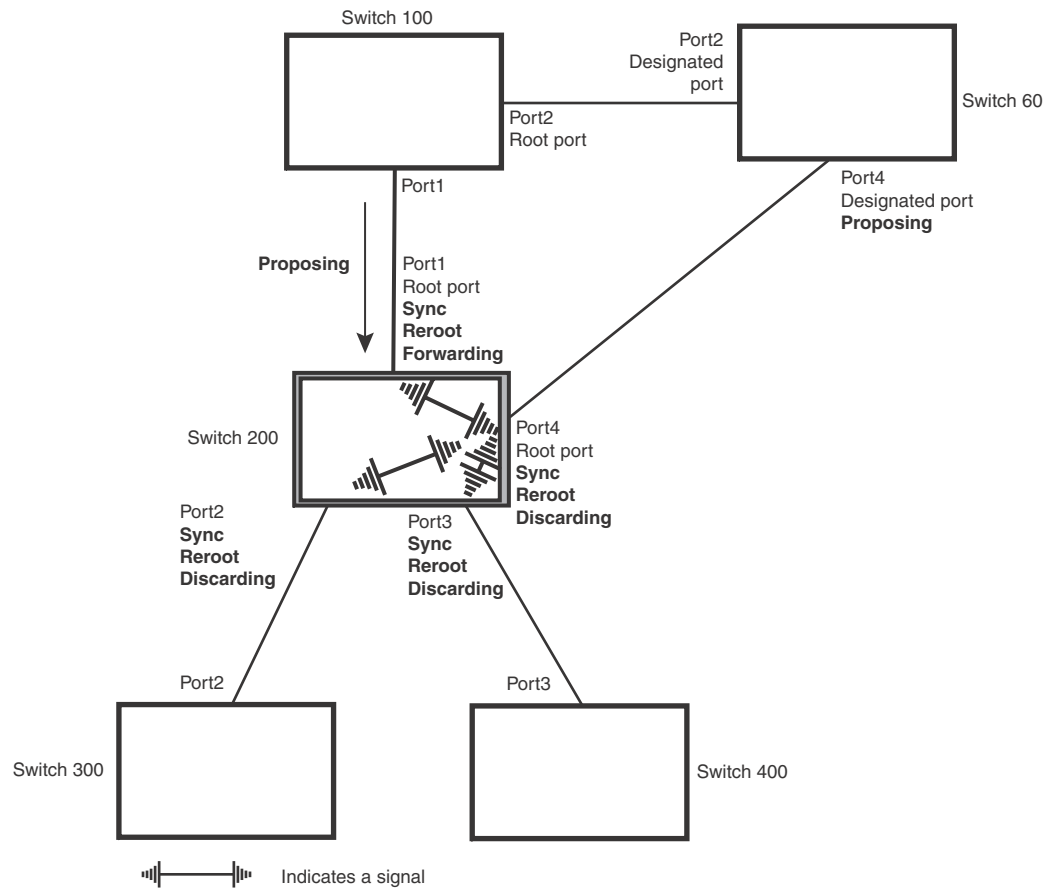 Switch 100
Port2
Designated
port
Switch 60
Port2
Root port
Port1
Port4
Designated port
Proposing
Proposing
Port1
Root port
Sync
Reroot
Forwarding
Switch 200
Port4
Root port
Sync
Reroot
Discarding
Port2
Sync
Reroot
Discarding
Port3
Sync
Reroot
Discarding
Port2
Port3
Switch 300
Switch 400
Indicates a signal